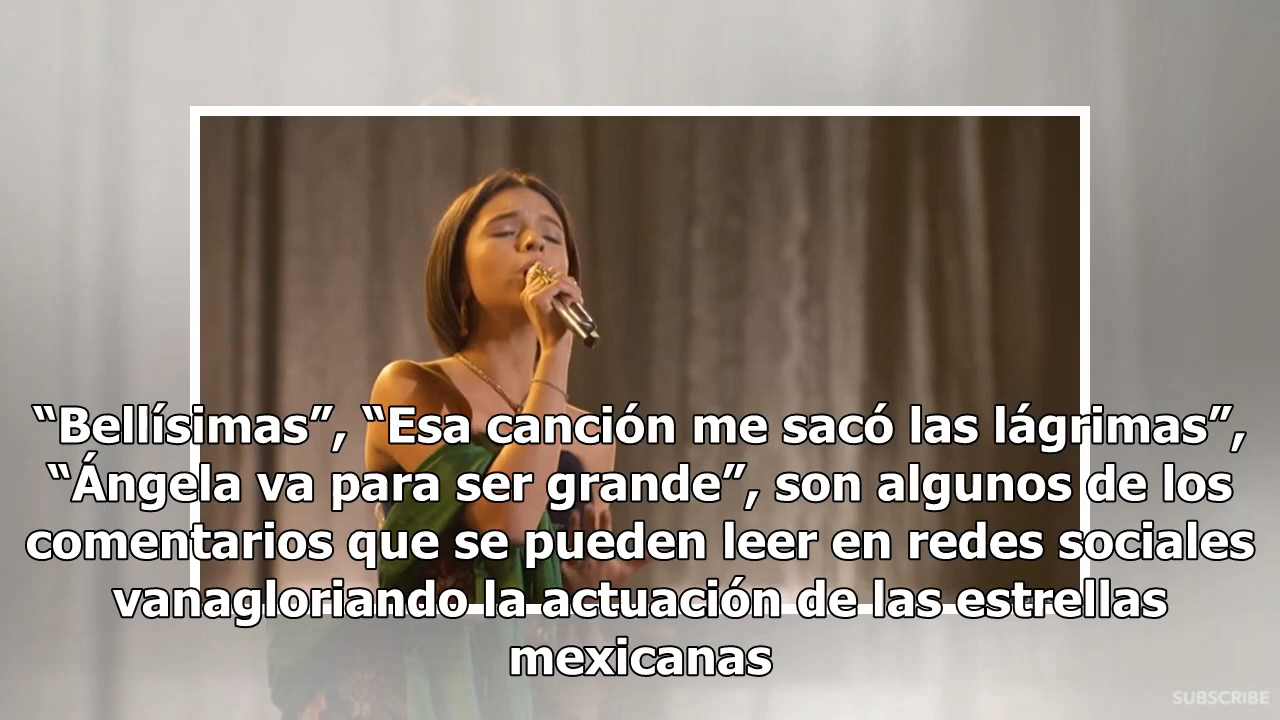 “Bellísimas”, “Esa canción me sacó las lágrimas”,
“Ángela va para ser grande”, son algunos de los
comentarios que se pueden leer en redes sociales
vanagloriando la actuación de las estrellas
mexicanas
SUBSCRIBE